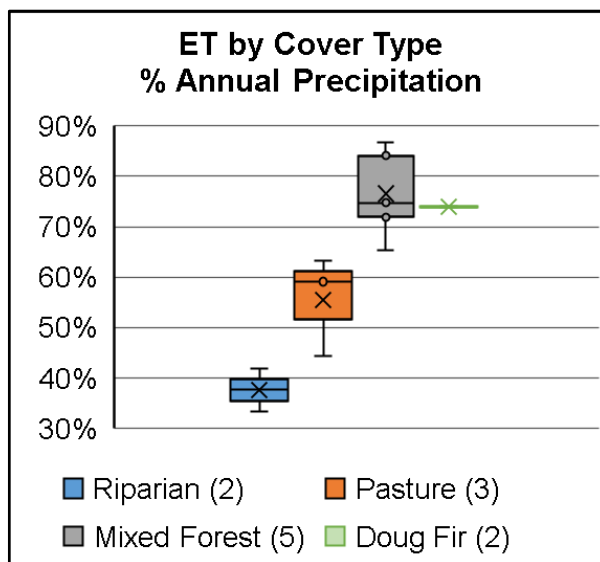 ET by Cover Type
% Annual Precipitation
90%
80%
70%
60%
50%
40%
30%
Riparian (2) Pasture (3)
Mixed Forest (5) Doug Fir (2)